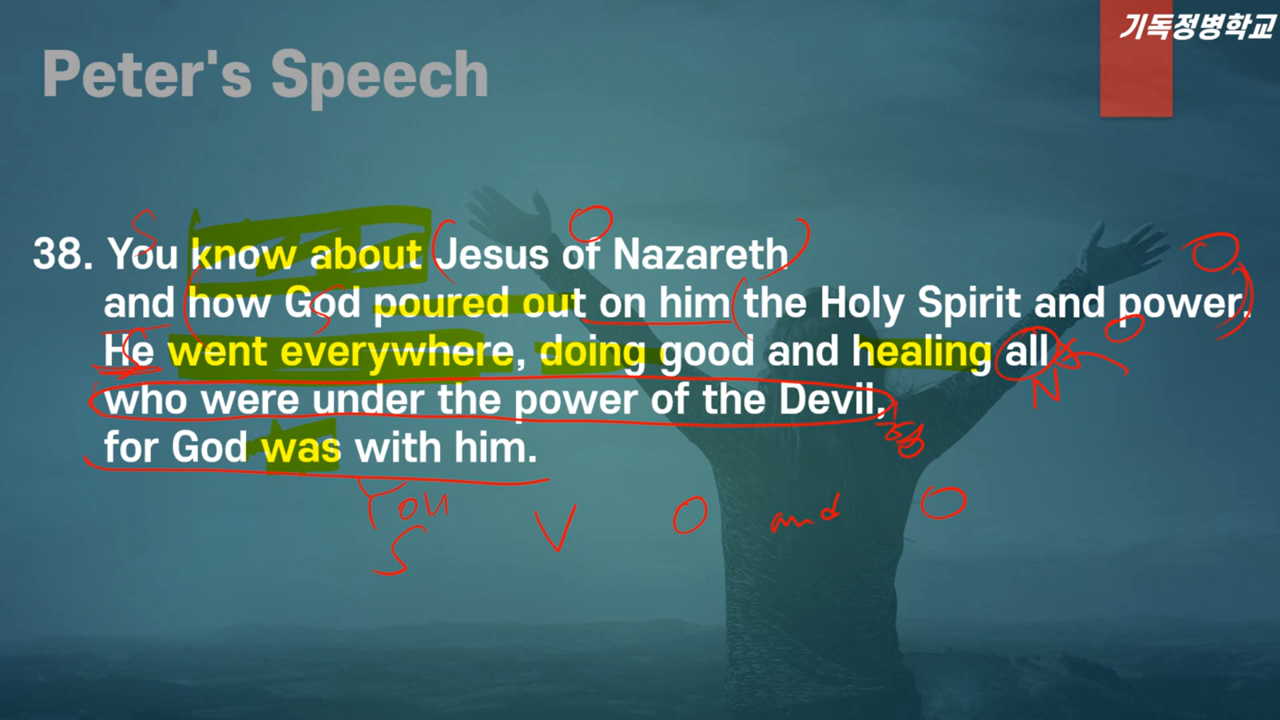 기독정병학교
Peter's Speech
S O
38. You know about Jesus of Nazareth
O
and how God poured out on him the Holy Spirit and power.
S S O
He went everywhere, doing good and healing all
N
who were under the power of the Devil,
for God was with him.
You V O and O
S